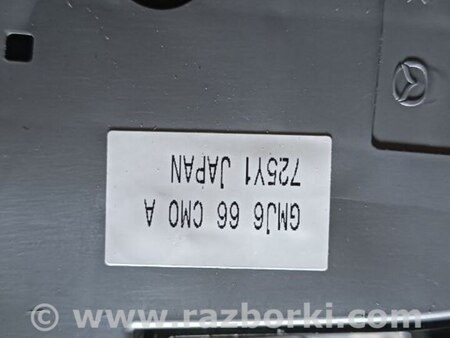 GMJ6 66 CM0 A
725Y1 JAPAN
© www.razborki.com